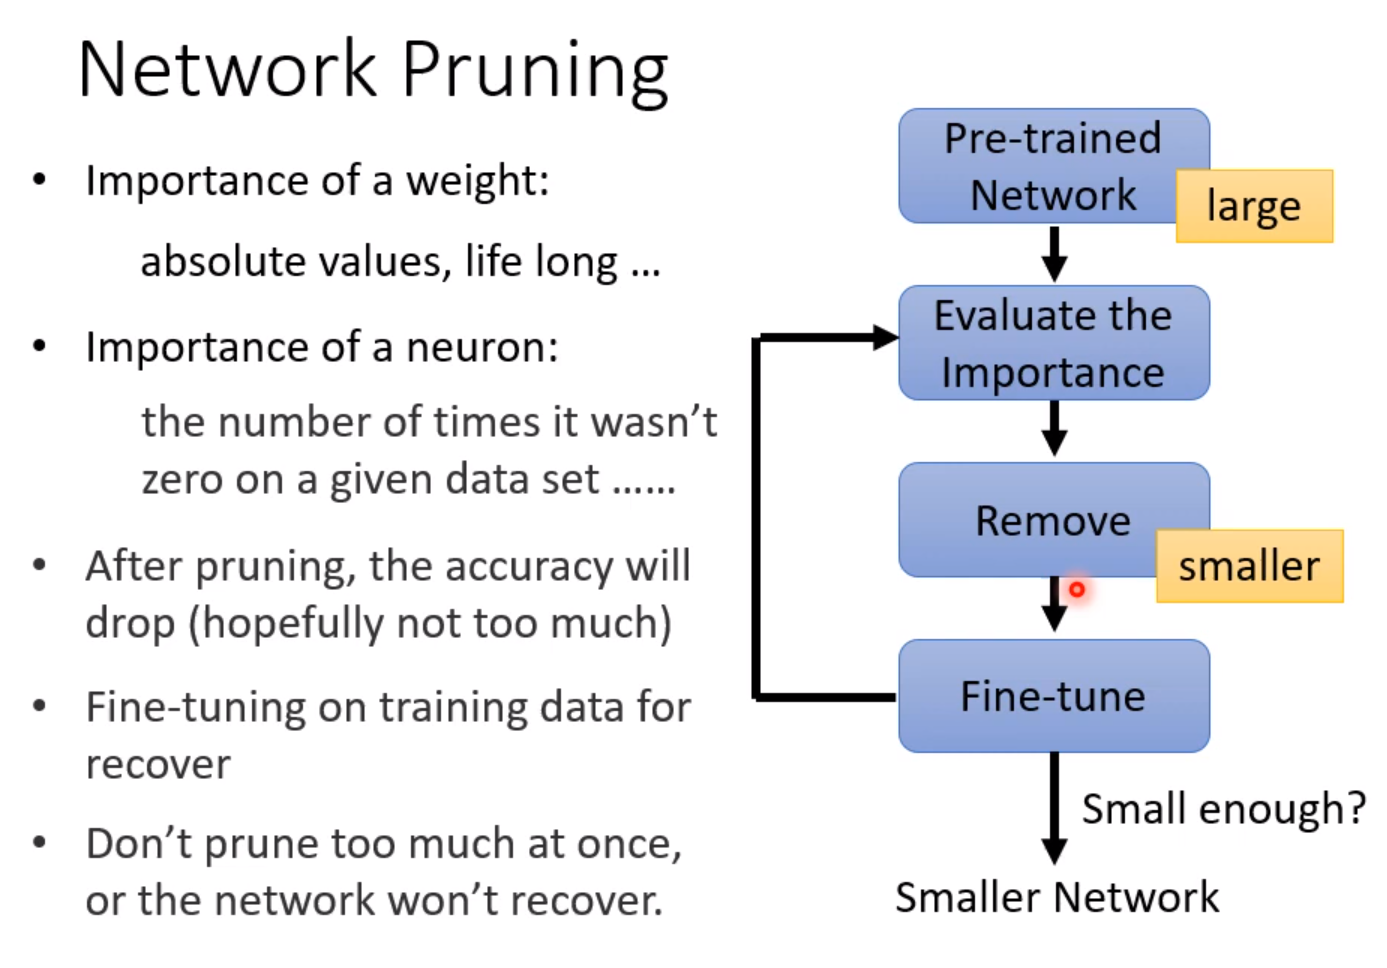 Network Pruning
• Importance of a weight:
absolute values, life long …
• Importance of a neuron:
the number of times it wasn’t
zero on a given data set ……
• After pruning, the accuracy will
drop (hopefully not too much)
• Fine-tuning on training data for
recover
• Don’t prune too much at once,
or the network won’t recover.
Pre-trained
Network
large
Evaluate the
Importance
Remove
smaller
Fine-tune
Small enough?
Smaller Network